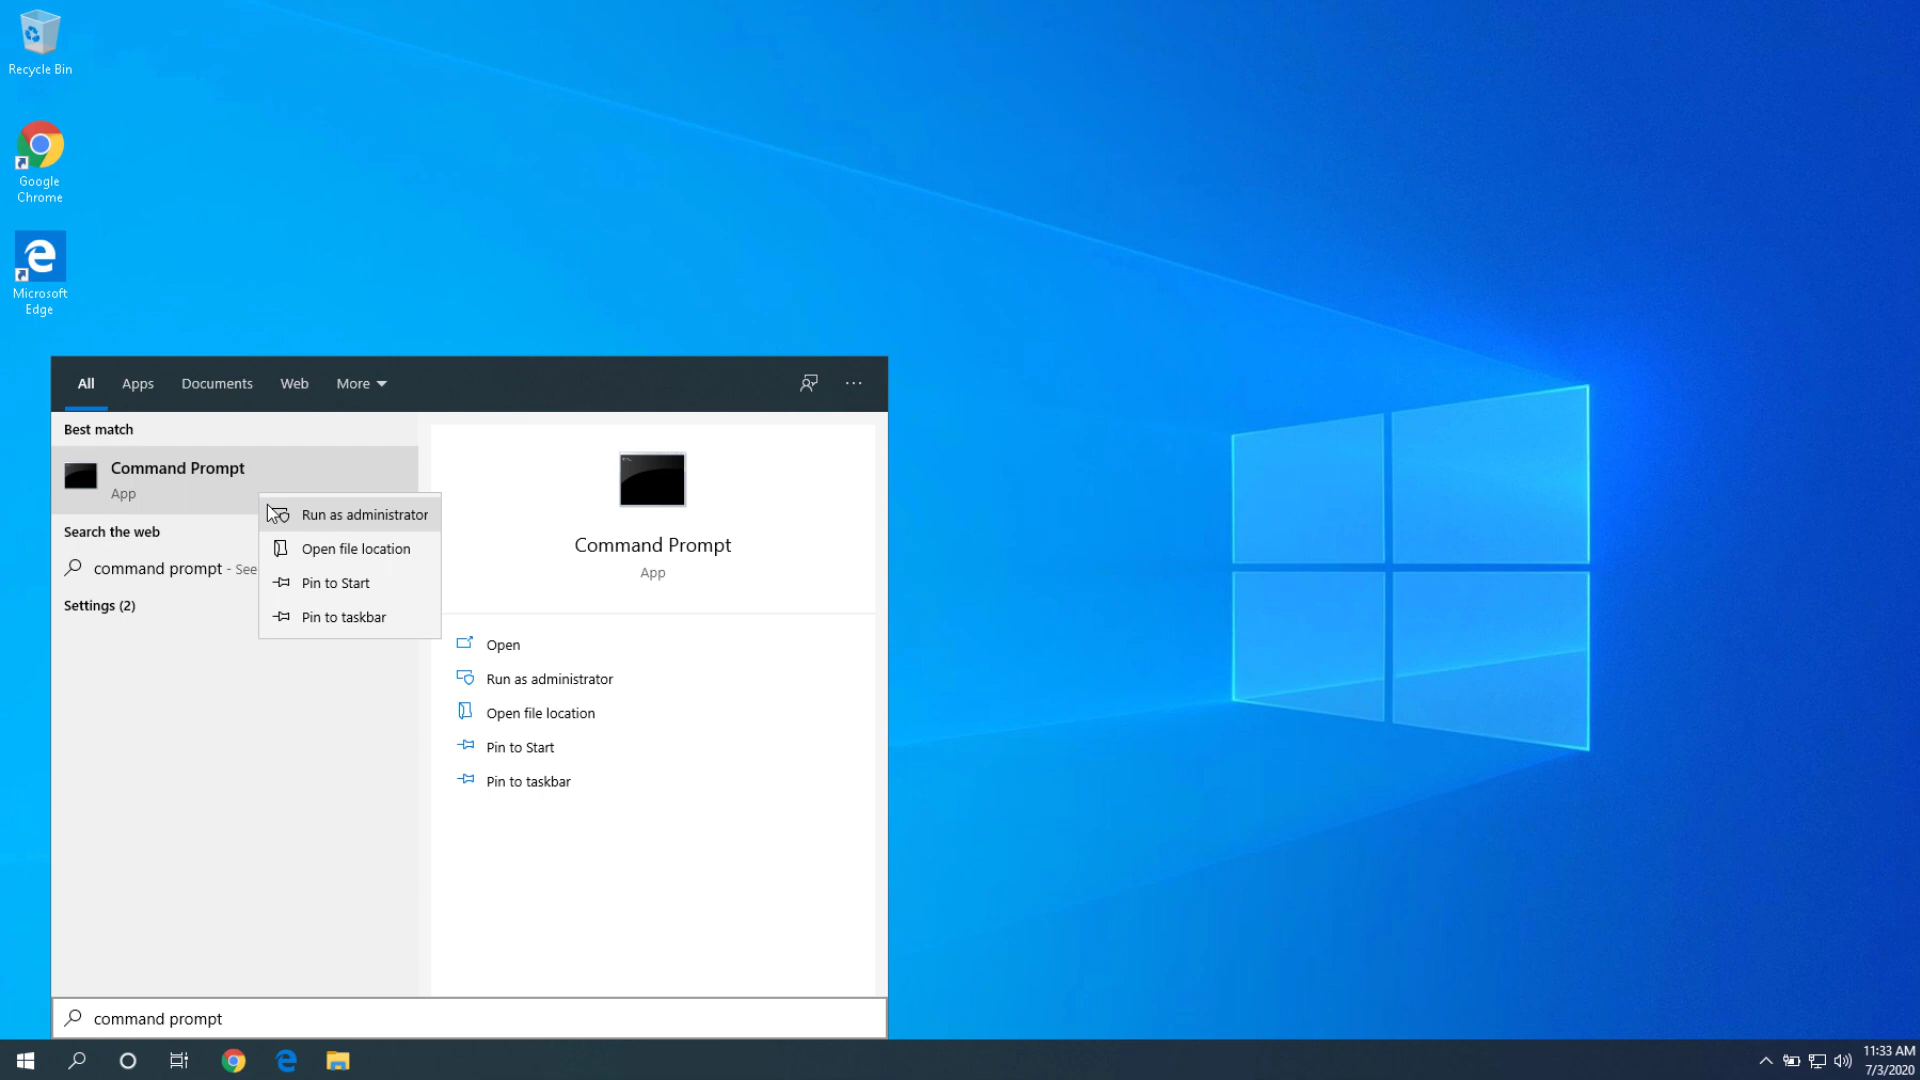 Recycle Bin
Google
Chrome
Microsoft
Edge
All
Apps
Documents
Web
More
Best match
Command Prompt
App
Search the web
command prompt - See
Settings (2)
Run as administrator
Open file location
Pin to Start
Pin to taskbar
Command Prompt
App
Open
Run as administrator
Open file location
Pin to Start
Pin to taskbar
command prompt
11:33 AM
7/3/2020